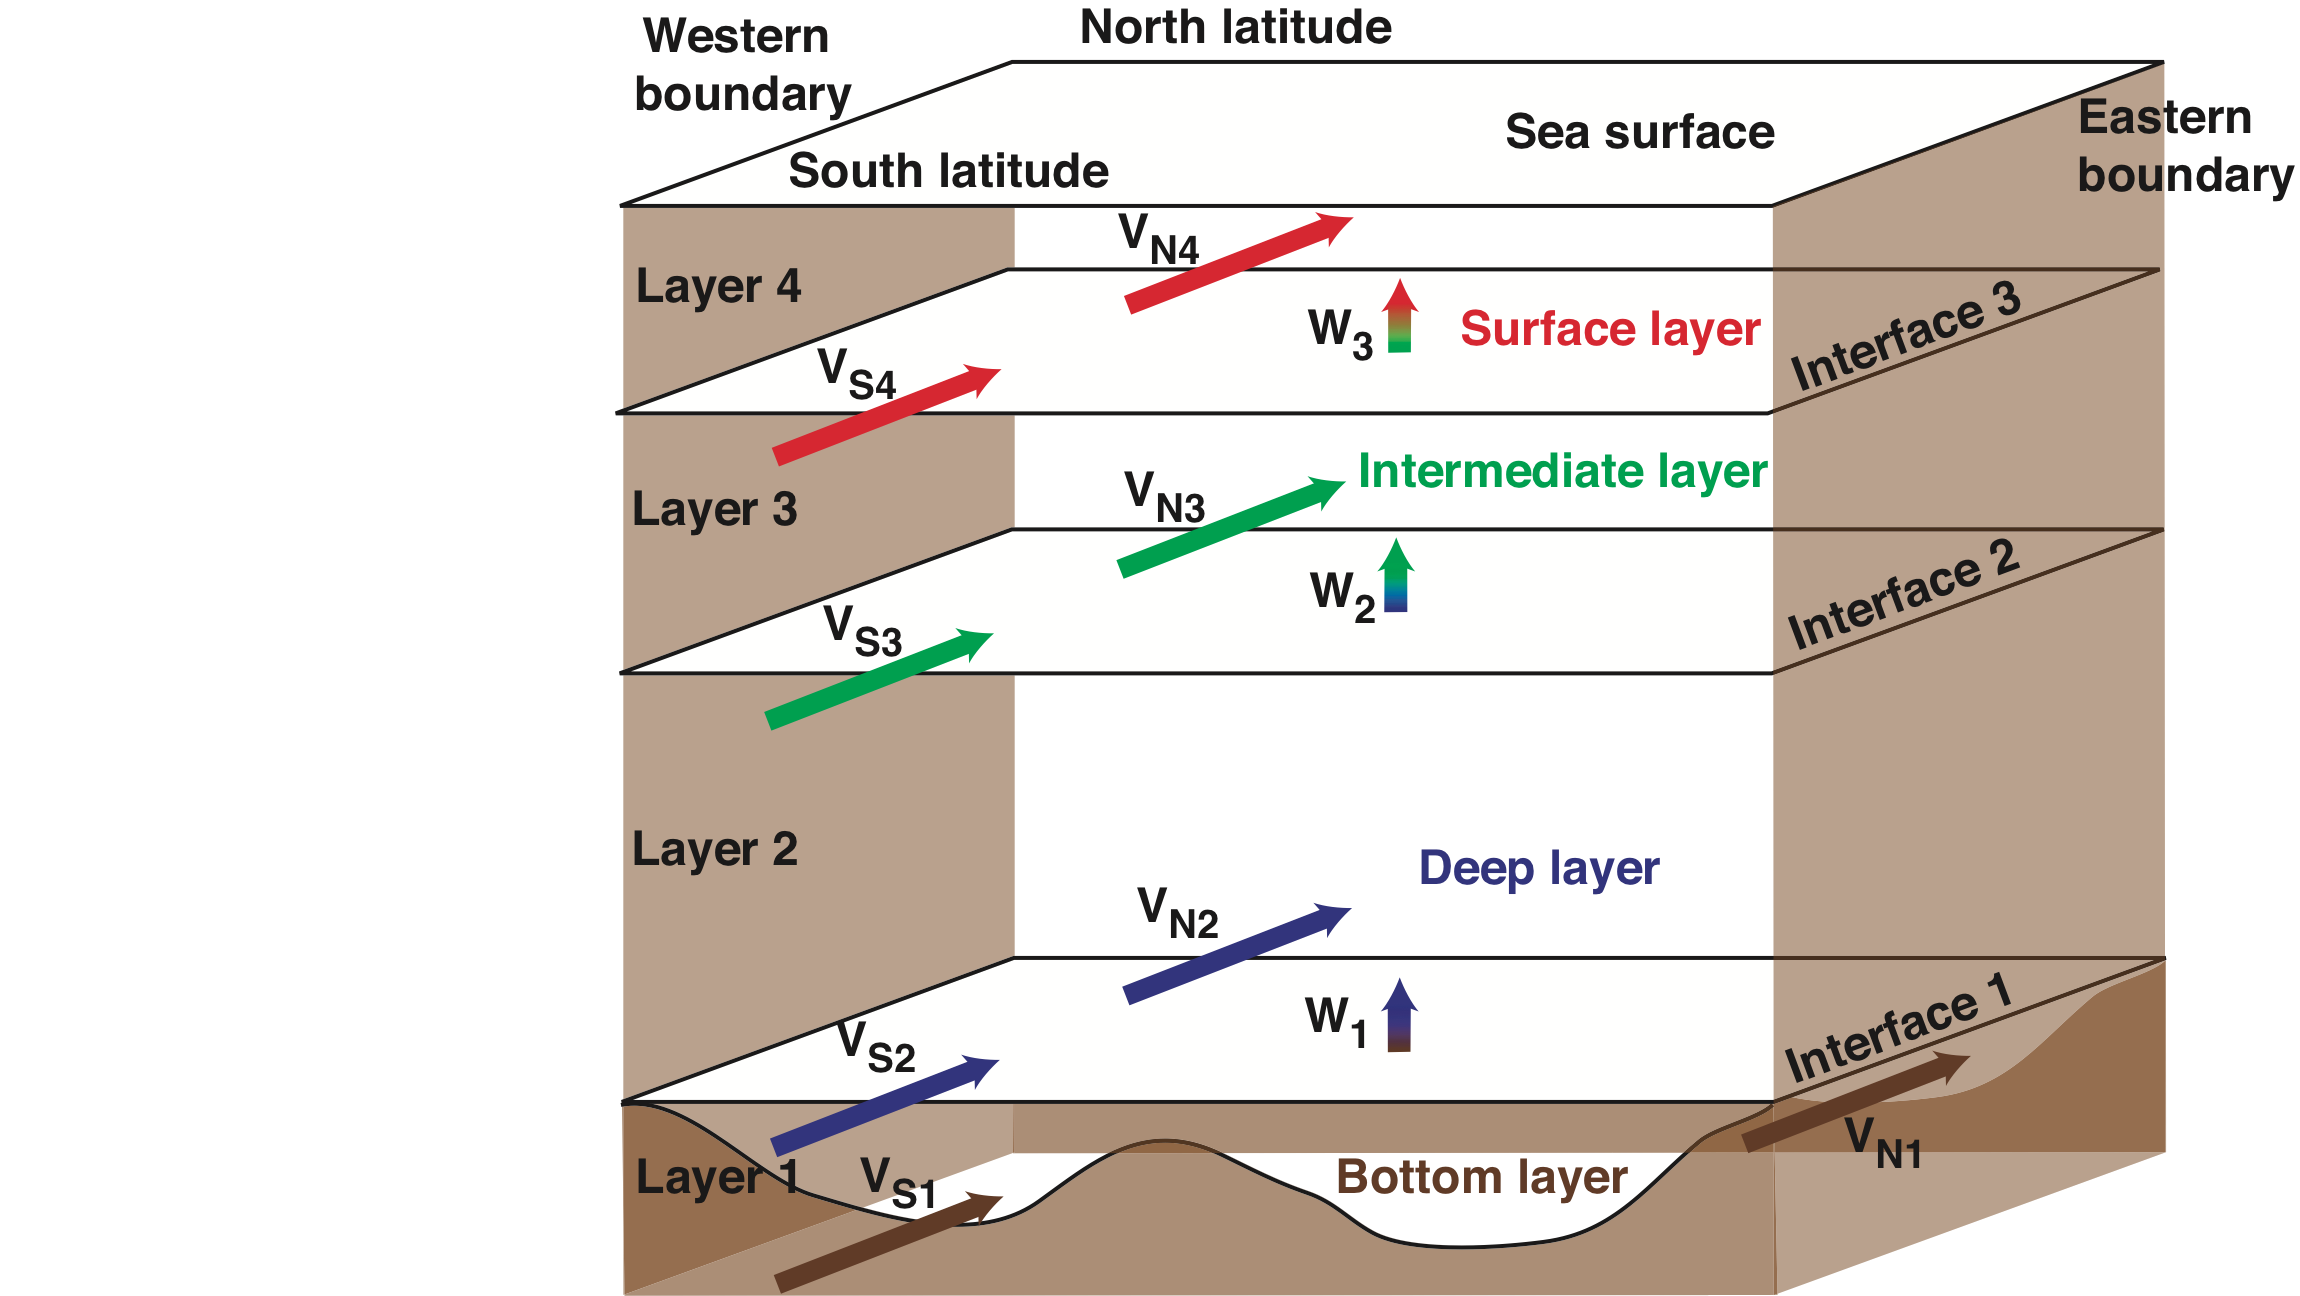 North latitude
Western
boundary
Sea surface
Eastern
boundary
South latitude
V_N4
Layer 4
W_3
Surface layer
Interface 3
V_S4
Intermediate layer
V_N3
Layer 3
W_2
Interface 2
V_S3
Layer 2
Deep layer
V_N2
W_1
Interface 1
V_S2
V_N1
Layer 1
V_S1
Bottom layer